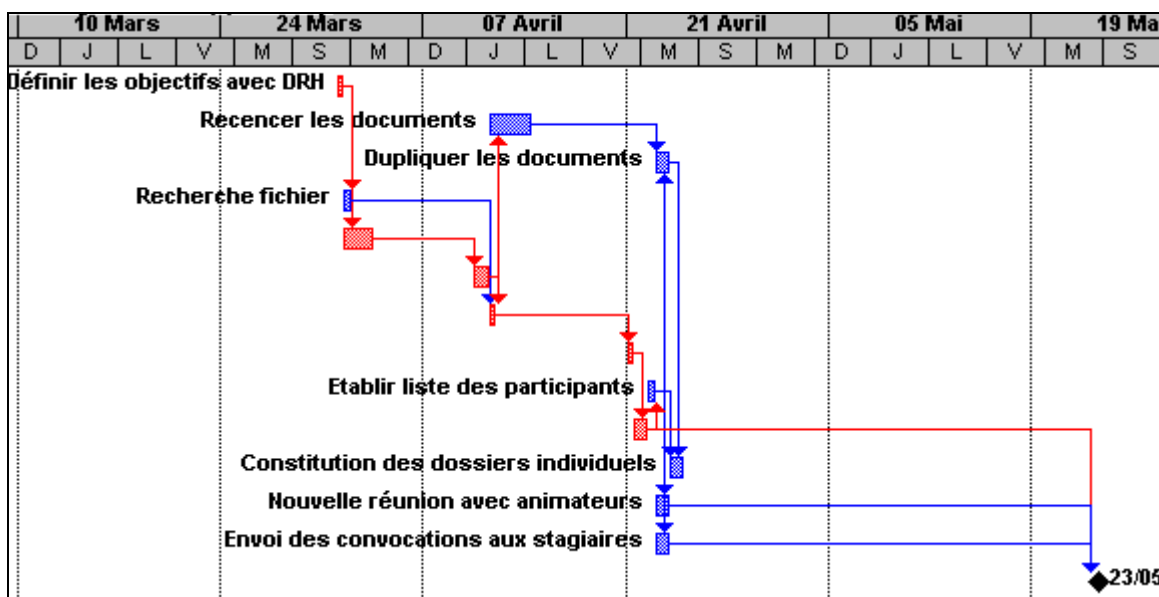 10 Mars 24 Mars 07 Avril 21 Avril 05 Mai 19 Ma
D J L V M S M D J L V M S M D J L V M S
Définir les objectifs avec DRH
Recencer les documents
Dupliquer les documents
Recherche fichier
Etablir liste des participants
Constitution des dossiers individuels
Nouvelle réunion avec animateurs
Envoi des convocations aux stagiaires
23/05